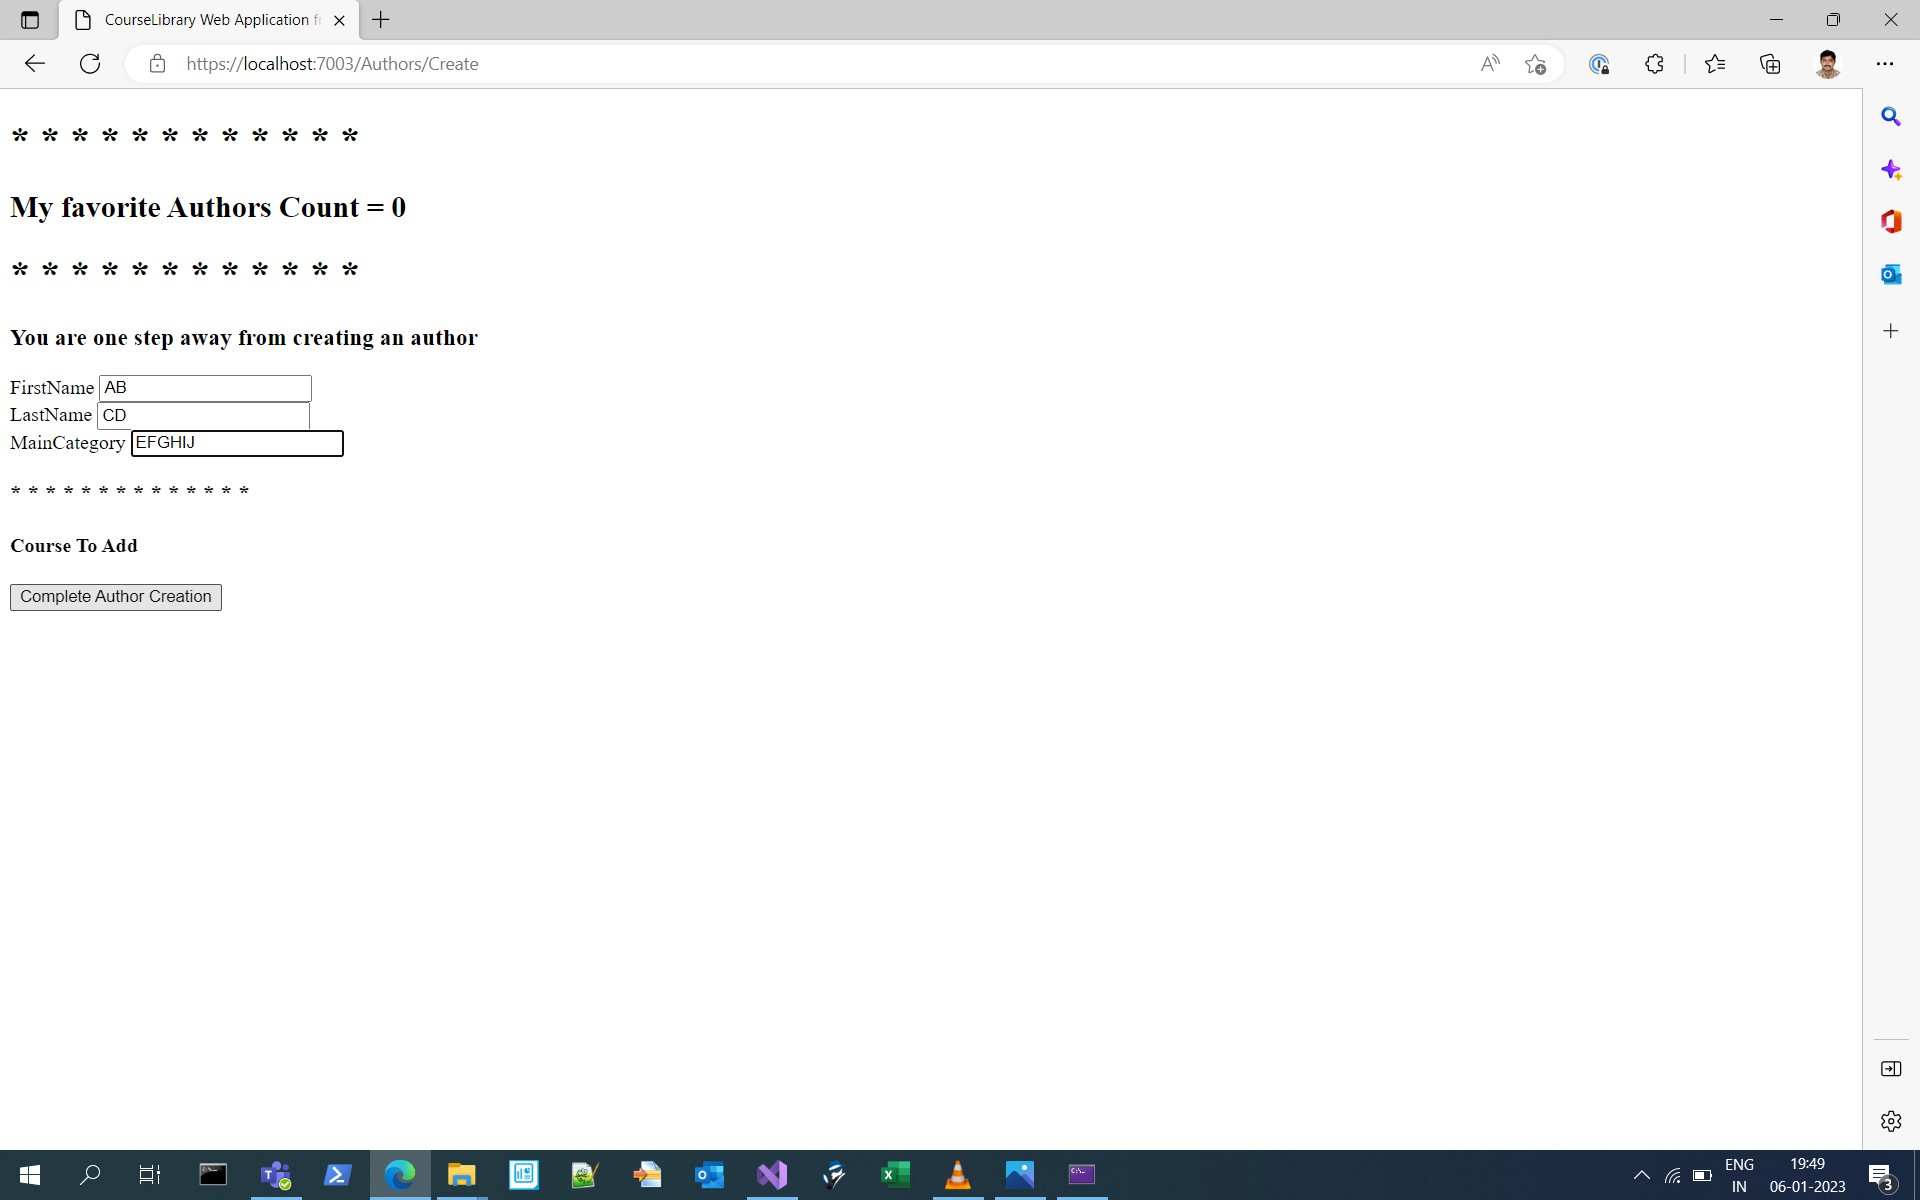 CourseLibrary Web Application f
https://localhost:7003/Authors/Create
* * * * * * * * * * * *
My favorite Authors Count = 0
* * * * * * * * * * * *
You are one step away from creating an author
FirstName AB
LastName CD
MainCategory EFGHIJ
* * * * * * * * * * * * * *
Course To Add
Complete Author Creation
ENG 19:49
IN 06-01-2023 3